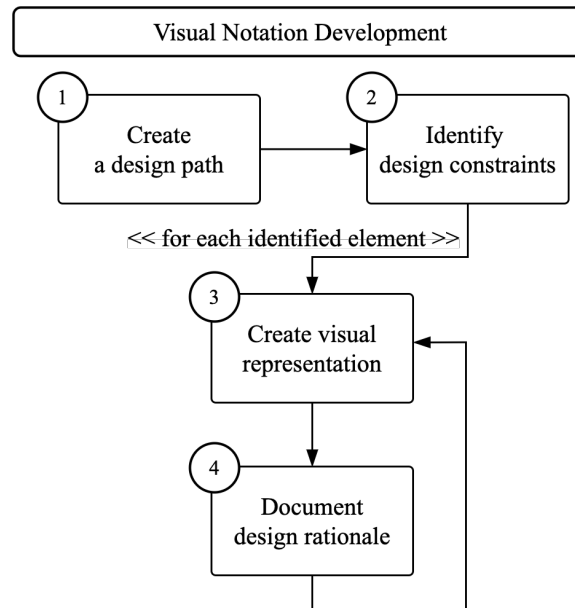 Visual Notation Development
1
Create
a design path
2
Identify
design constraints
<< for each identified element >>
3
Create visual
representation
4
Document
design rationale